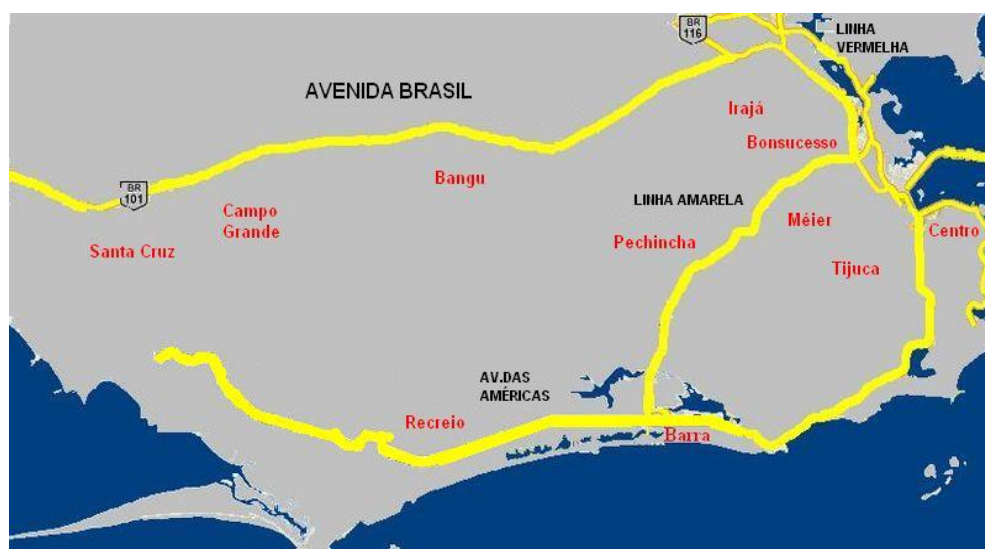 BR
116
LINHA
VERMELHA
AVENIDA BRASIL
Irajá
Bonsucesso
Bangu
BR
101
LINHA AMARELA
Campo
Grande
Méier
Santa Cruz
Pechincha
Centro
Tijuca
AV.DAS
AMÉRICAS
Recreio
Barra